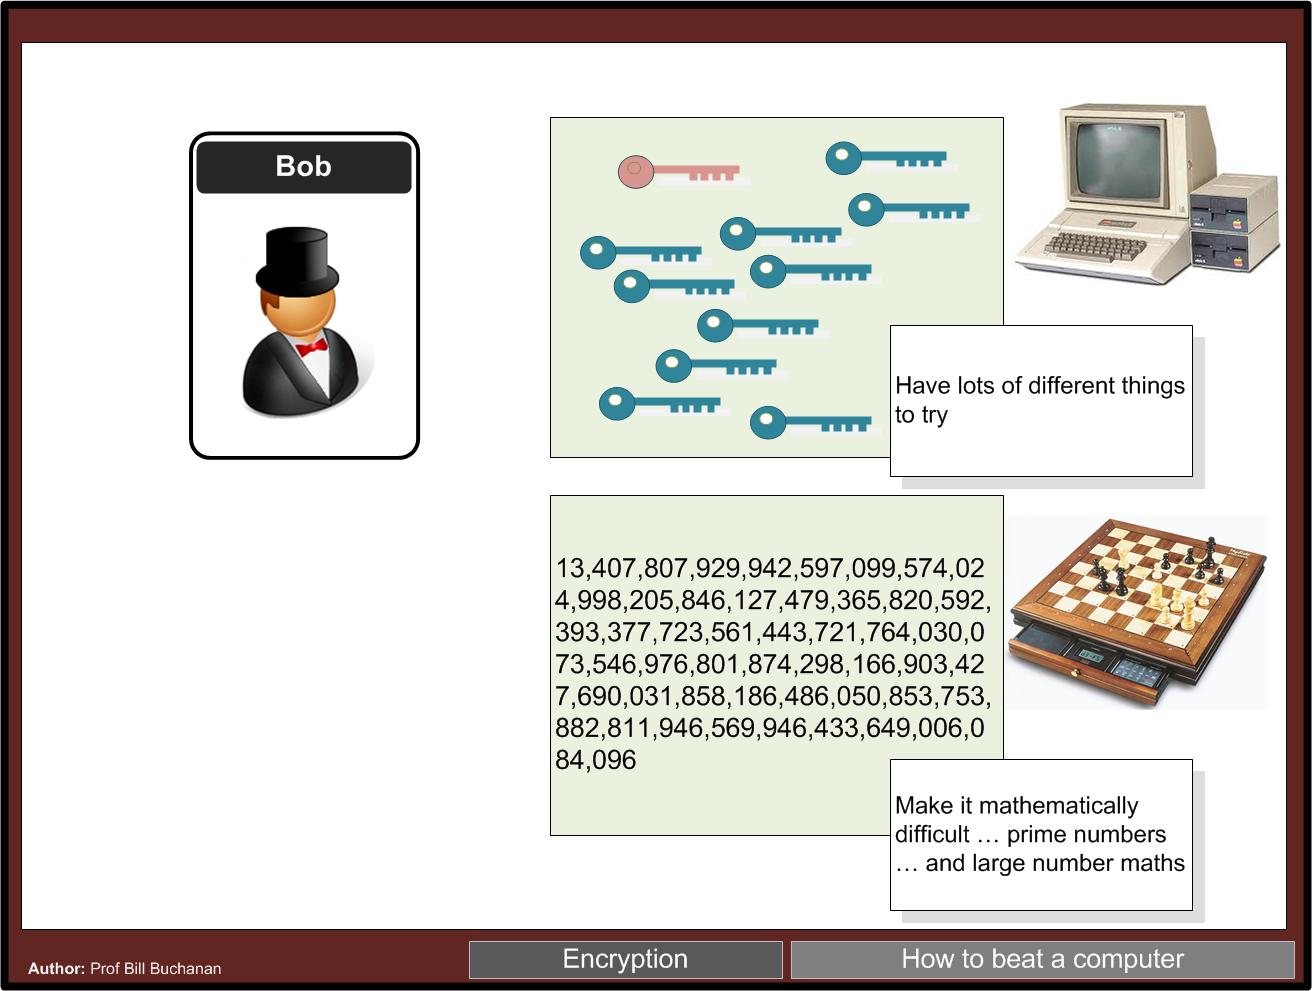 Bob
Have lots of different things
to try
13,407,807,929,942,597,099,574,02
4,998,205,846,127,479,365,820,592,
393,377,723,561,443,721,764,030,0
73,546,976,801,874,298,166,903,42
7,690,031,858,186,486,050,853,753,
882,811,946,569,946,433,649,006,0
84,096
Make it mathematically
difficult … prime numbers
… and large number maths
Author: Prof Bill Buchanan
Encryption
How to beat a computer